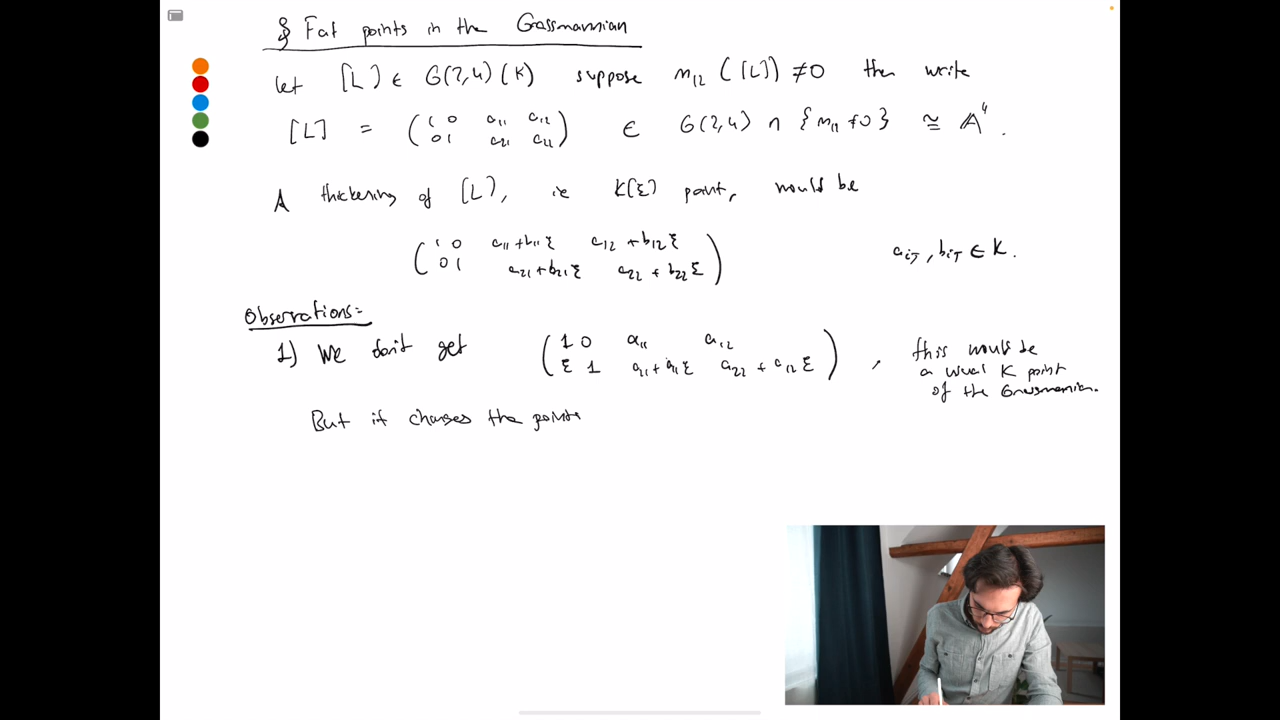 § Fat points in the Grassmannian
Let [L] ∈ G(2,4)(K) suppose m₁₂([L]) ≠ 0 then write
[L] = ( 1 0 a₁₁ a₁₂ ∈ G(2,4) ∩ {m₁₂ ≠ 0} ≅ 𝔸⁴.
0 1 a₂₁ a₂₂ )
A thickening of [L], ie K[ε] point, would be
( 1 0 a₁₁+b₁₁ε a₁₂+b₁₂ε
0 1 a₂₁+b₂₁ε a₂₂+b₂₂ε ) aᵢⱼ, bᵢⱼ ∈ K.
Observations:
1) We don't get ( 1 0 a₁₁ a₁₂
ε 1 a₂₁+a₁₁ε a₂₂+a₁₂ε ), this would be
a usual K point
of the Grassmannian.
But it changes the points